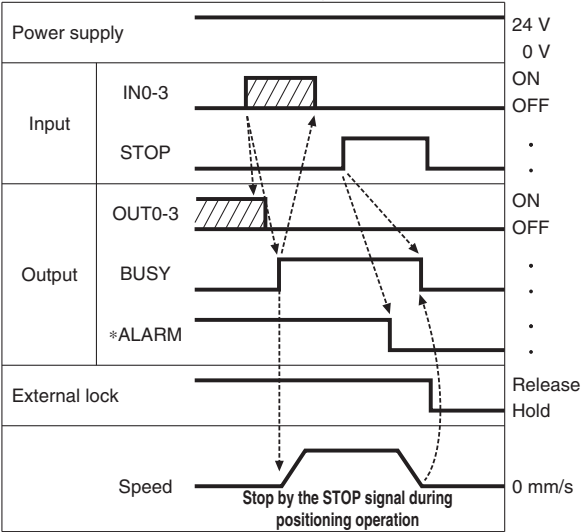 Power supply
24 V
0 V
Input
IN0-3
ON
OFF
STOP
Output
OUT0-3
ON
OFF
BUSY
*ALARM
External lock
Release
Hold
Speed
0 mm/s
Stop by the STOP signal during
positioning operation